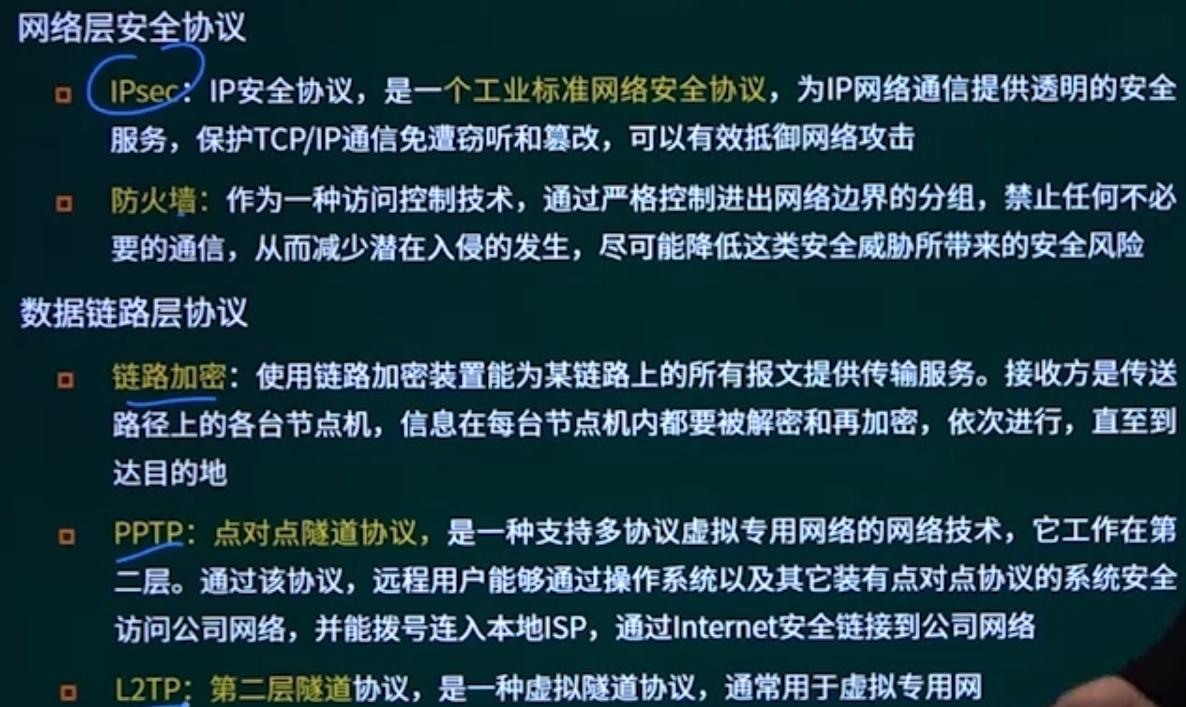 网络层安全协议
IPsec：IP安全协议，是一个工业标准网络安全协议，为IP网络通信提供透明的安全
服务，保护TCP/IP通信免遭窃听和篡改，可以有效抵御网络攻击
防火墙：作为一种访问控制技术，通过严格控制进出网络边界的分组，禁止任何不必
要的通信，从而减少潜在入侵的发生，尽可能降低这类安全威胁所带来的安全风险
数据链路层协议
链路加密：使用链路加密装置能为某链路上的所有报文提供传输服务。接收方是传送
路径上的各台节点机，信息在每台节点机内都要被解密和再加密，依次进行，直至到
达目的地
PPTP：点对点隧道协议，是一种支持多协议虚拟专用网络的网络技术，它工作在第
二层。通过该协议，远程用户能够通过操作系统以及其它装有点对点协议的系统安全
访问公司网络，并能拨号连入本地ISP，通过Internet安全链接到公司网络
L2TP：第二层隧道协议，是一种虚拟隧道协议，通常用于虚拟专用网